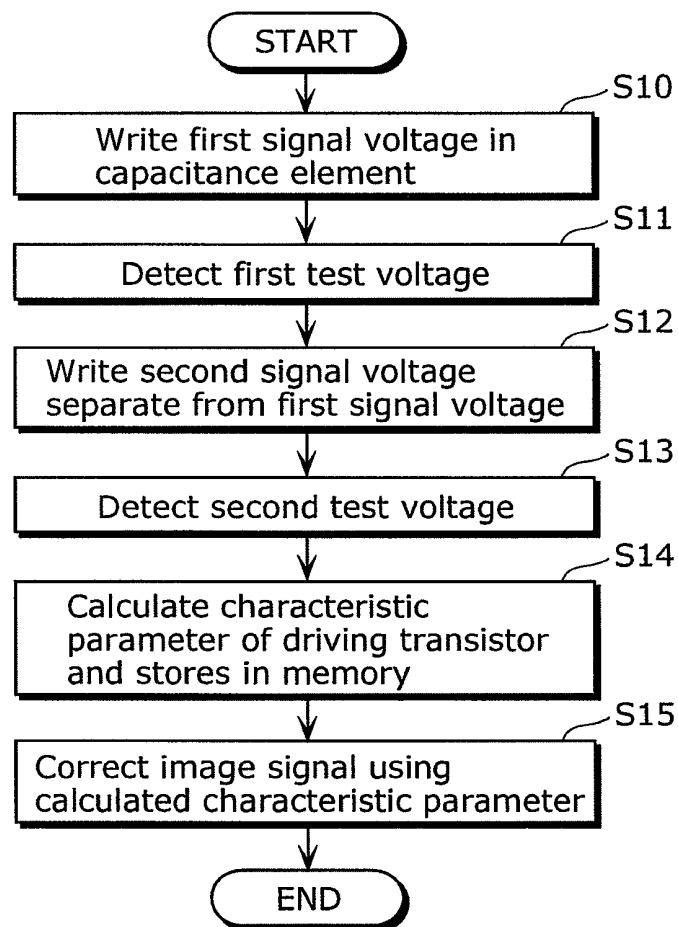 START
S10
Write first signal voltage in
capacitance element
S11
Detect first test voltage
S12
Write second signal voltage
separate from first signal voltage
S13
Detect second test voltage
S14
Calculate characteristic
parameter of driving transistor
and stores in memory
S15
Correct image signal using
calculated characteristic parameter
END